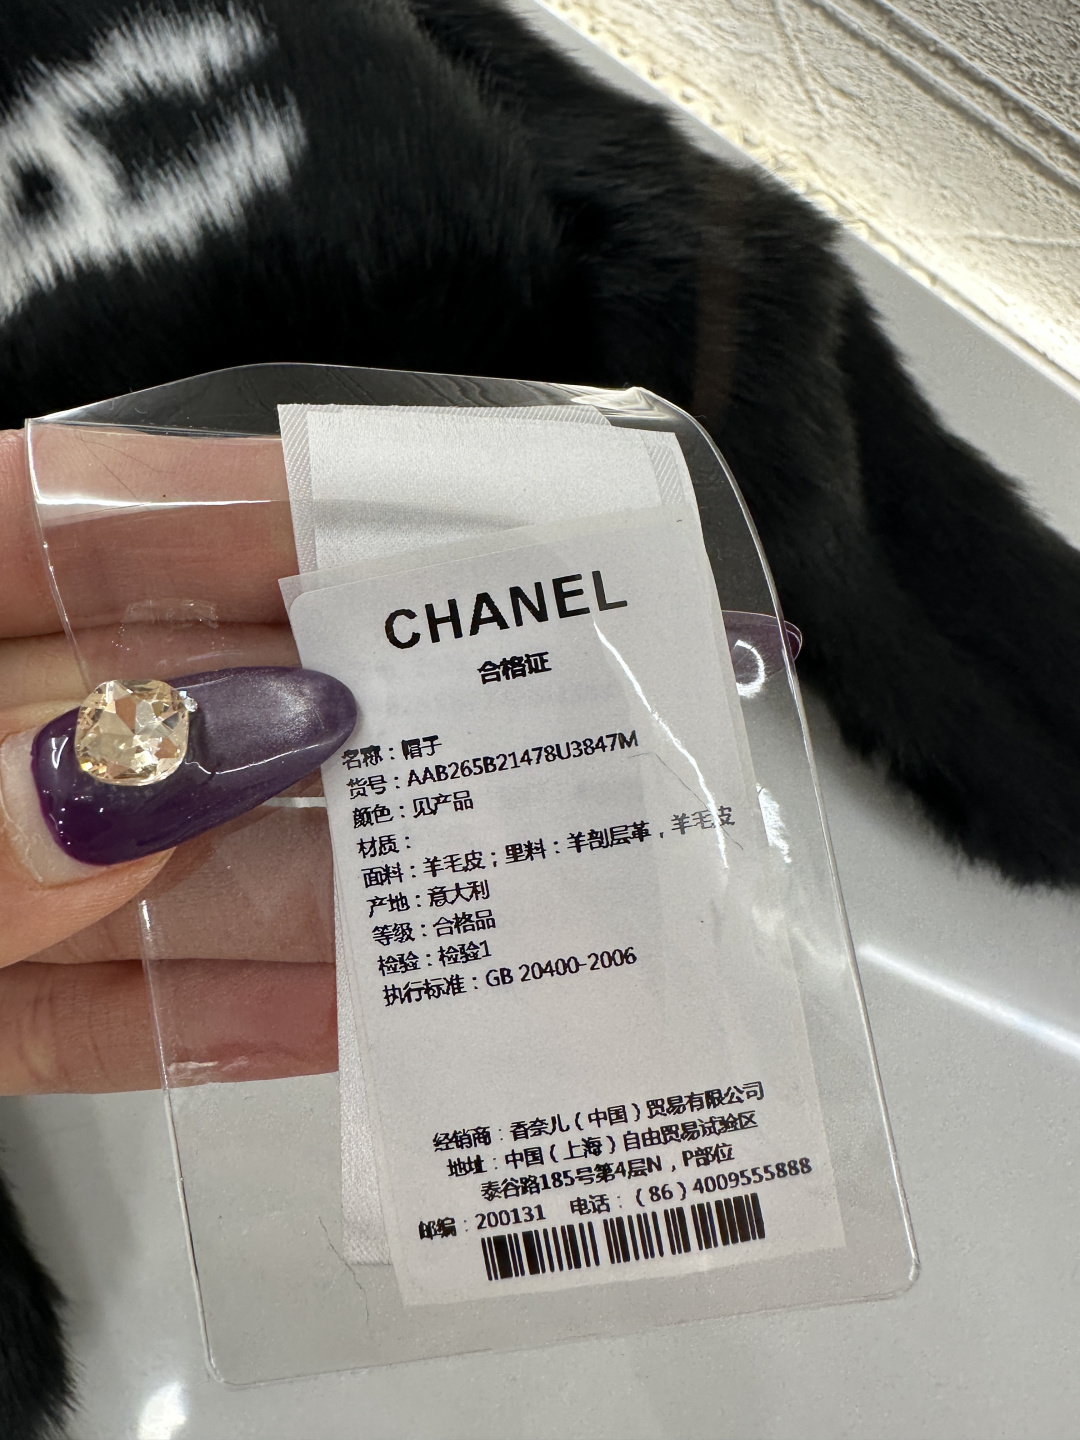 CHANEL
合格证
名称：帽子
货号：AAB265B21478U3847M
颜色：见产品
材质：
面料：羊毛皮；里料：羊剖层革，羊毛皮
产地：意大利
等级：合格品
检验：检验1
执行标准：GB 20400-2006
经销商：香奈儿（中国）贸易有限公司
地址：中国（上海）自由贸易试验区
泰谷路185号第4层N，P部位
邮编：200131 电话：（86）4009555888